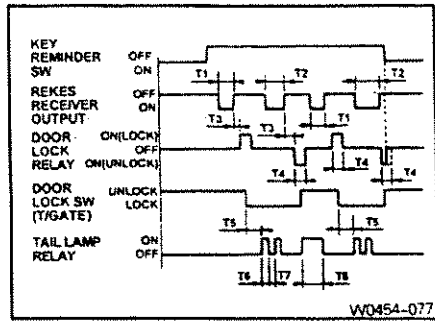 KEY
REMINDER OFF
SW ON
T1 T2 T2
REKES OFF
RECEIVER ON
OUTPUT T3 T1
DOOR ON(LOCK) T3
LOCK OFF
RELAY ON(UNLOCK) T4 T4 T4
DOOR UNLOCK
LOCK SW LOCK
(T/GATE) T5 T5
TAIL LAMP ON
RELAY OFF
T6 T7 T8
W0454-077